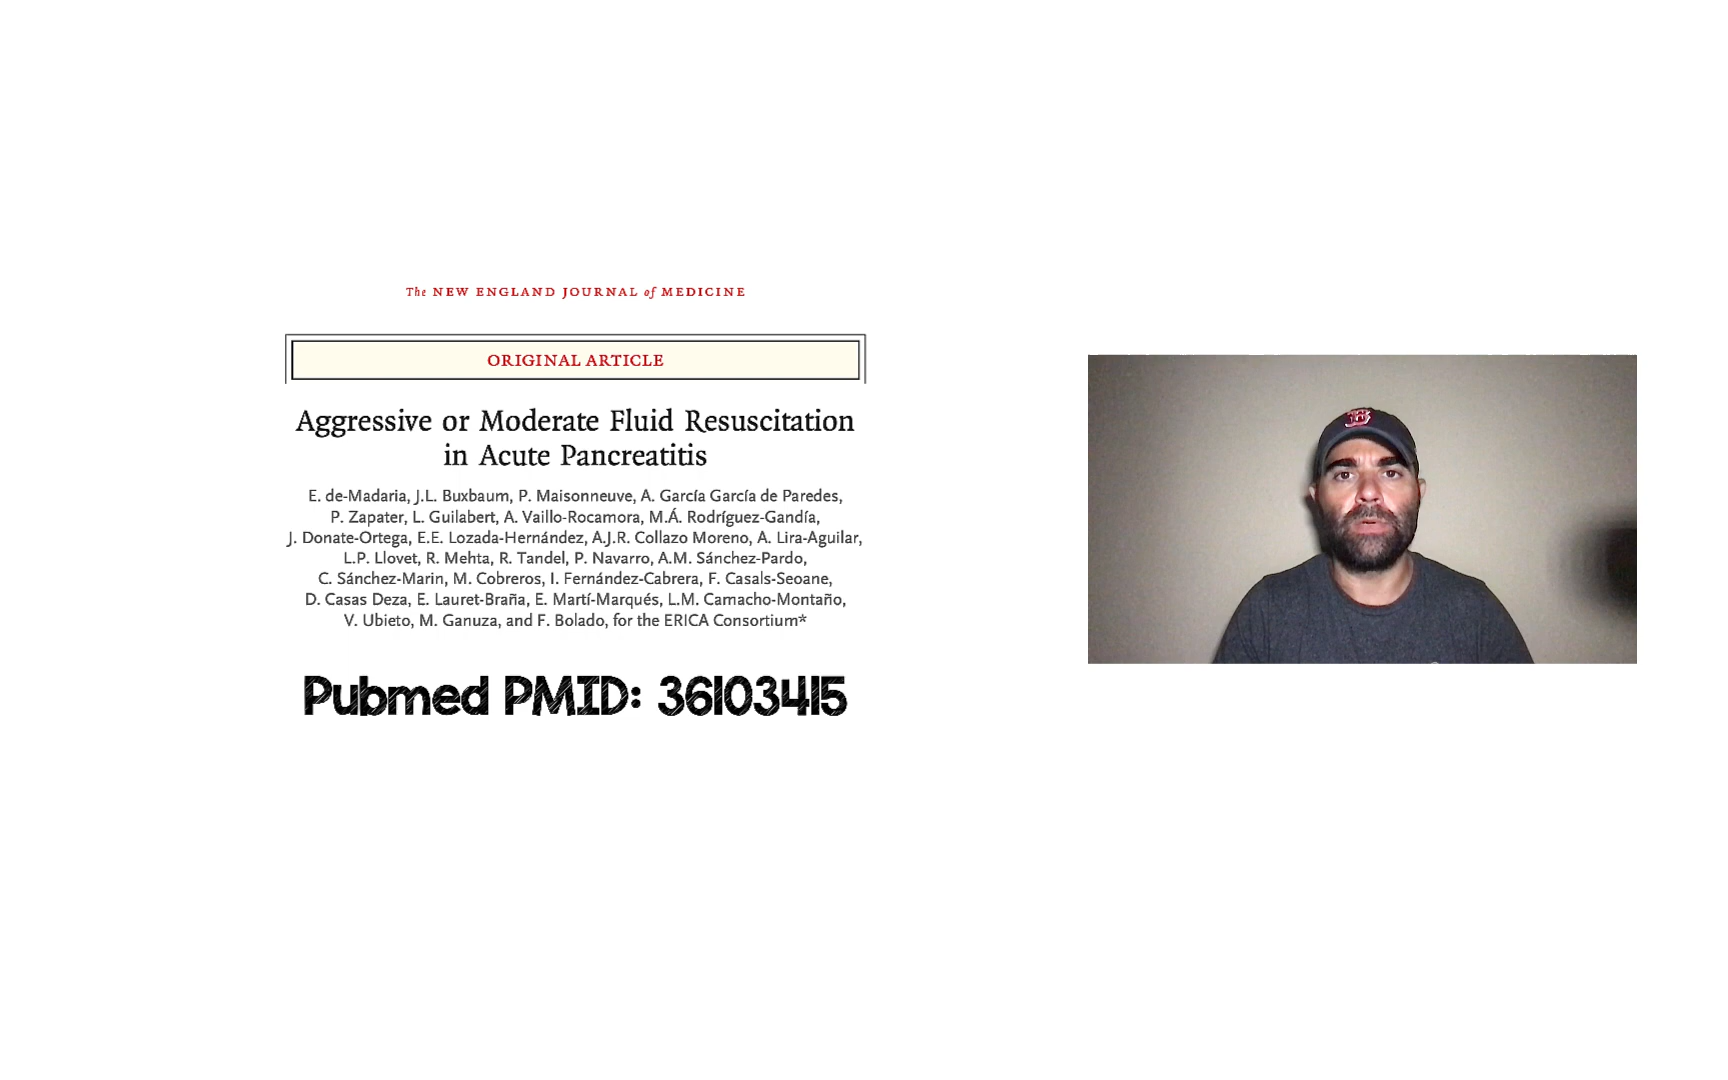 The NEW ENGLAND JOURNAL of MEDICINE
ORIGINAL ARTICLE
Aggressive or Moderate Fluid Resuscitation
in Acute Pancreatitis
E. de-Madaria, J.L. Buxbaum, P. Maisonneuve, A. García García de Paredes,
P. Zapater, L. Guilabert, A. Vaillo-Rocamora, M.Á. Rodríguez-Gandía,
J. Donate-Ortega, E.E. Lozada-Hernández, A.J.R. Collazo Moreno, A. Lira-Aguilar,
L.P. Llovet, R. Mehta, R. Tandel, P. Navarro, A.M. Sánchez-Pardo,
C. Sánchez-Marin, M. Cobreros, I. Fernández-Cabrera, F. Casals-Seoane,
D. Casas Deza, E. Lauret-Braña, E. Martí-Marqués, L.M. Camacho-Montaño,
V. Ubieto, M. Ganuza, and F. Bolado, for the ERICA Consortium*
Pubmed PMID: 36103415
B